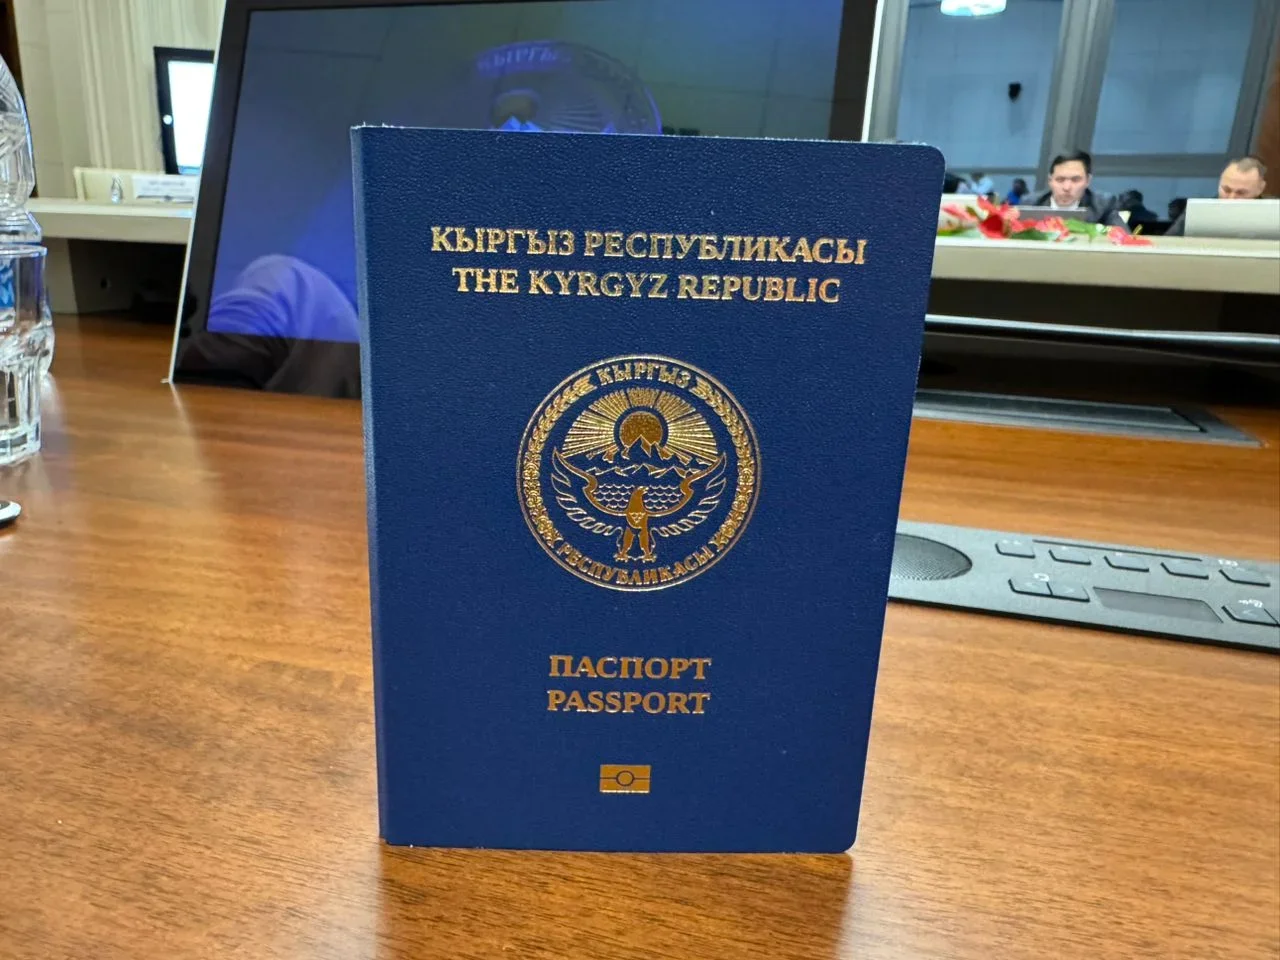 КЫРГЫЗ РЕСПУБЛИКАСЫ
THE KYRGYZ REPUBLIC
КЫРГЫЗ
РЕСПУБЛИКАСЫ
ПАСПОРТ
PASSPORT